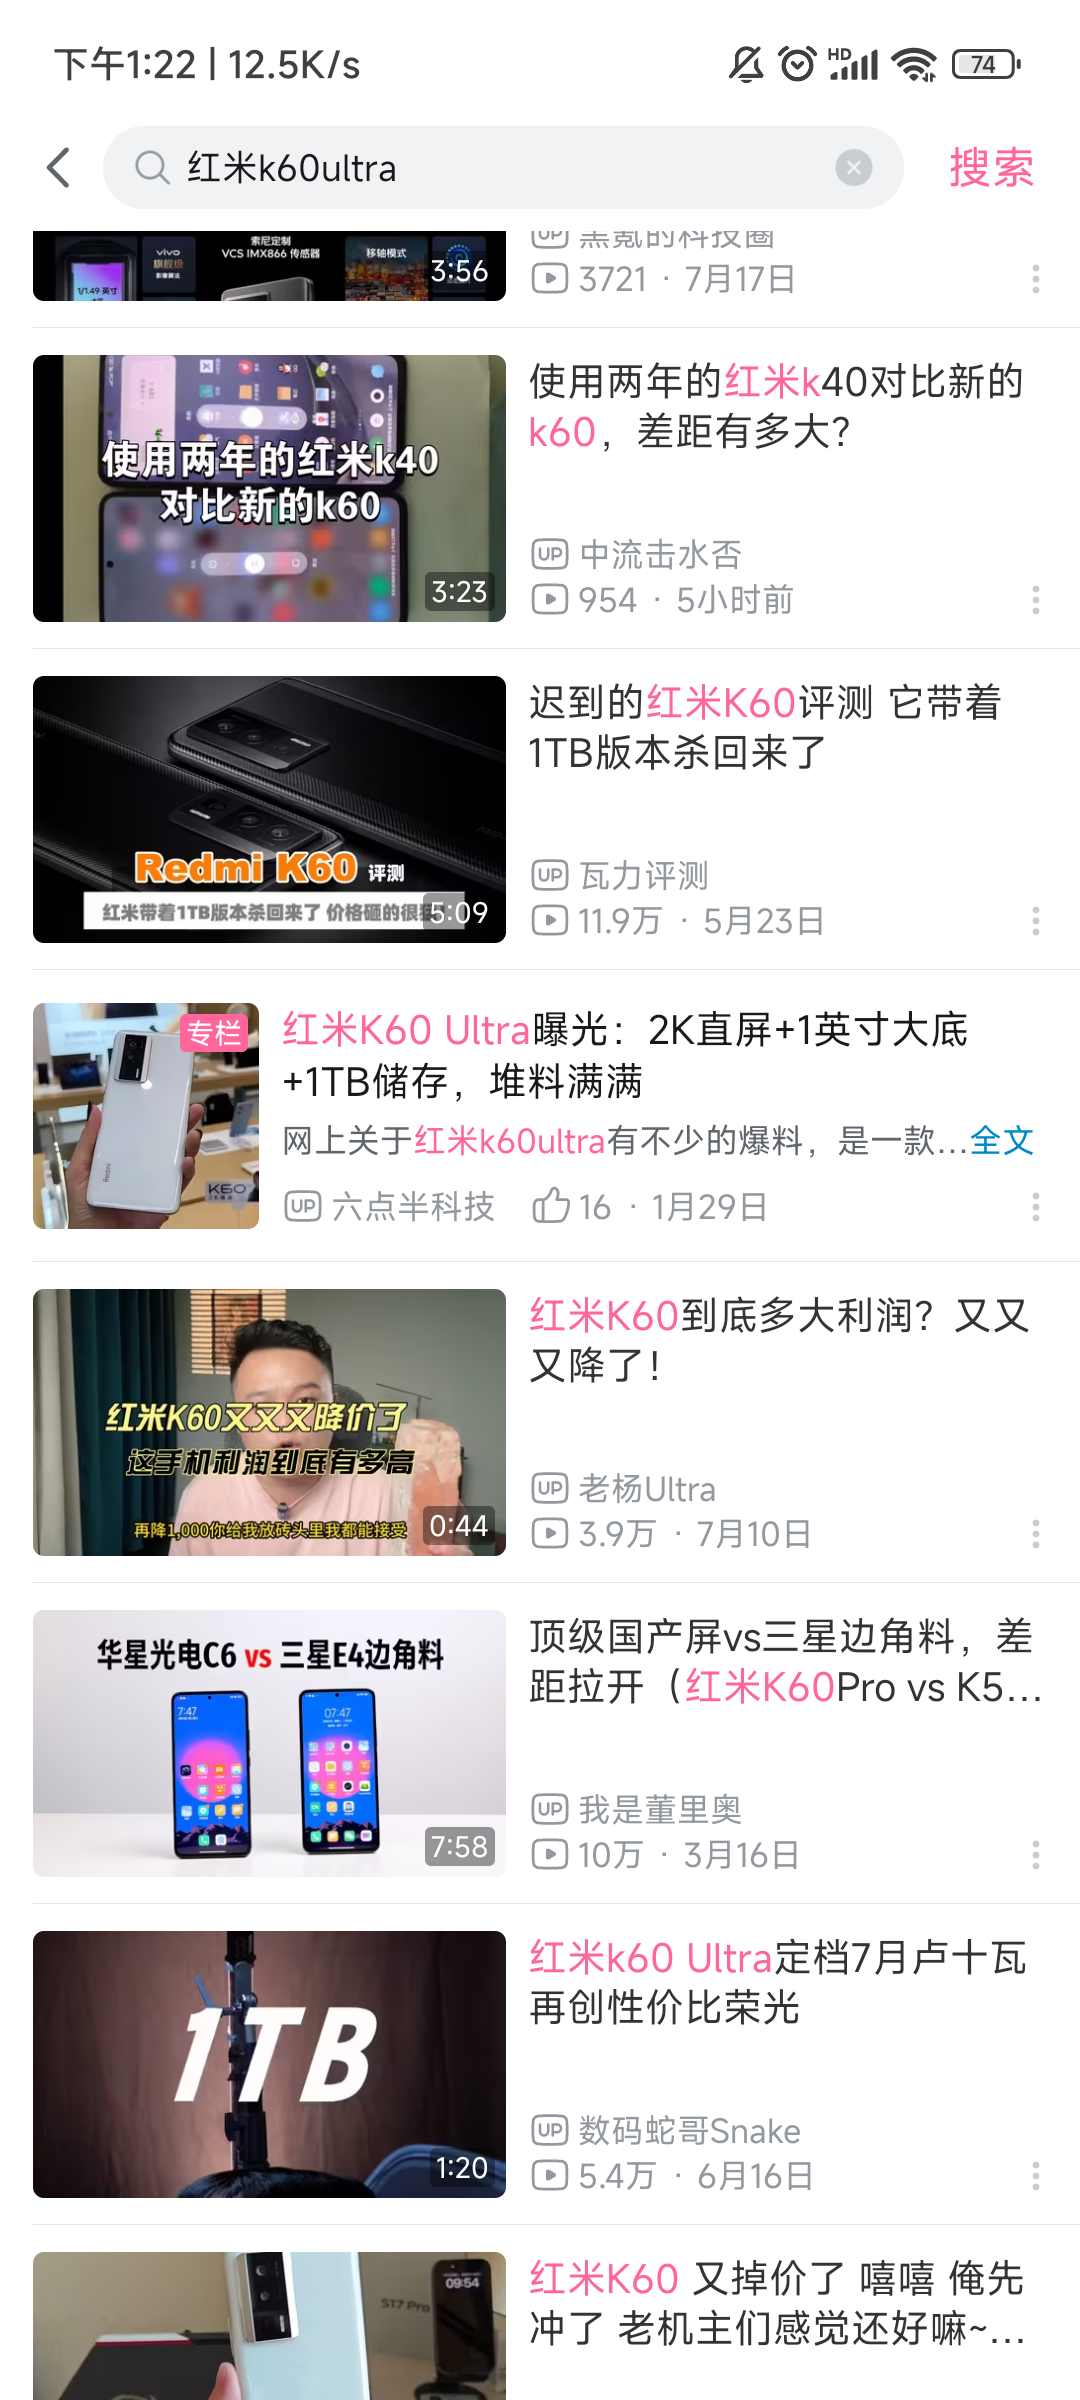 下午1:22 | 12.5K/s
HD
74
红米k60ultra
搜索
索尼定制
VCS IMX866 传感器
vivo
旗舰级
移轴模式
1/1.49 英寸
3:56
UP 黑氪的科技圈
3721 · 7月17日
使用两年的红米k40
对比新的k60
3:23
使用两年的红米k40对比新的
k60，差距有多大?
UP 中流击水否
954 · 5小时前
Redmi K60 评测
红米带着1TB版本杀回来了 价格砸的很
5:09
迟到的红米K60评测 它带着
1TB版本杀回来了
UP 瓦力评测
11.9万 · 5月23日
专栏
Redmi
K60
红米K60 Ultra曝光：2K直屏+1英寸大底
+1TB储存，堆料满满
网上关于红米k60ultra有不少的爆料，是一款...全文
UP 六点半科技 16 · 1月29日
红米K60又又又降价了
这手机利润到底有多高
再降1,000你给我放砖头里我都能接受
0:44
红米K60到底多大利润？又又
又降了！
UP 老杨Ultra
3.9万 · 7月10日
华星光电C6 vs 三星E4边角料
7:47
07:47
7:58
顶级国产屏vs三星边角料，差
距拉开（红米K60Pro vs K5...
UP 我是董里奥
10万 · 3月16日
1TB
1:20
红米k60 Ultra定档7月卢十瓦
再创性价比荣光
UP 数码蛇哥Snake
5.4万 · 6月16日
S17 Pro
09:54
红米K60 又掉价了 嘻嘻 俺先
冲了 老机主们感觉还好嘛~...